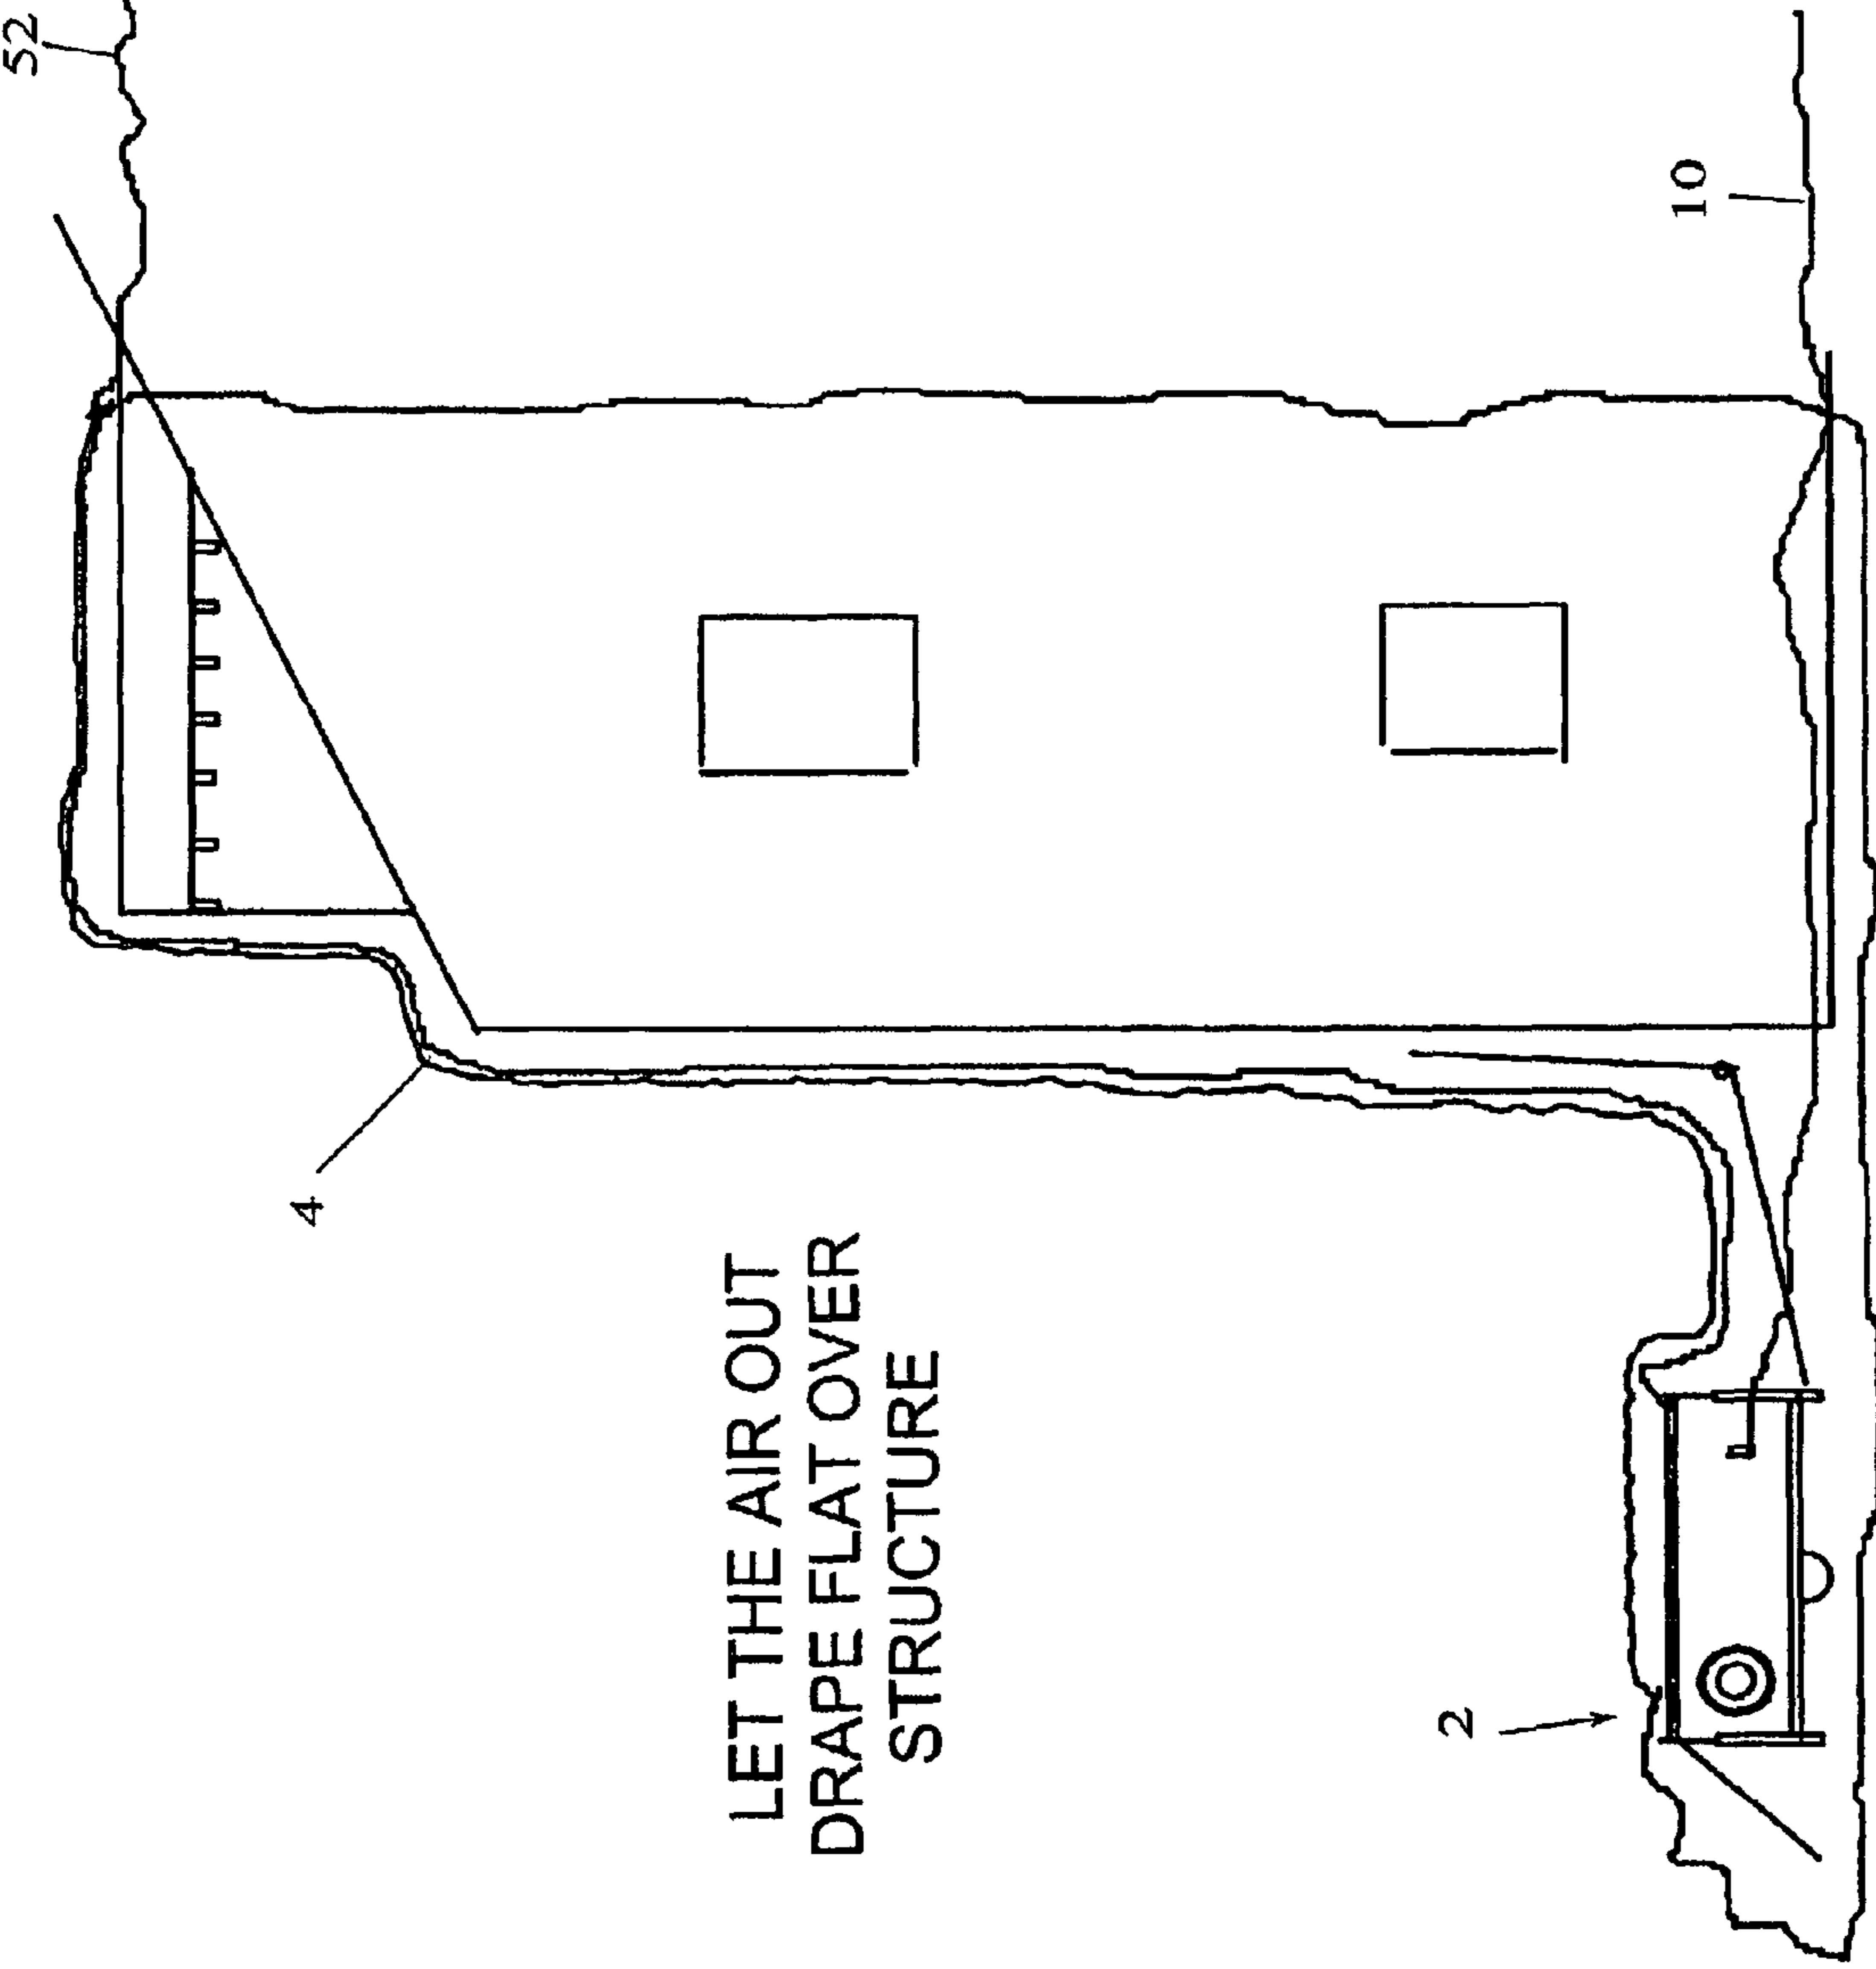 52
10
4
LET THE AIR OUT
DRAPE FLAT OVER
STRUCTURE
2